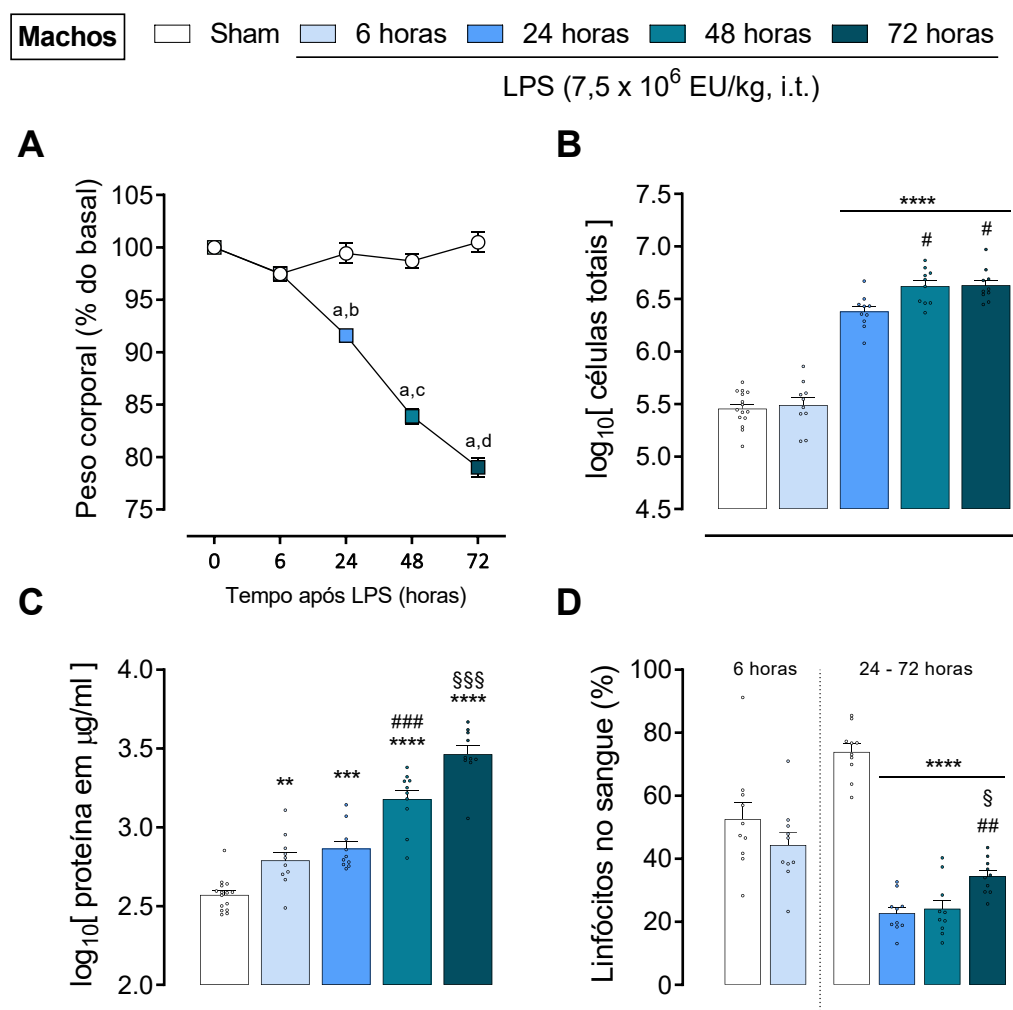 Machos
Sham
6 horas
24 horas
48 horas
72 horas
LPS (7,5 x 10⁶ EU/kg, i.t.)
A
Peso corporal (% do basal)
105
100
95
90
85
80
75
a,b
a,c
a,d
0 6 24 48 72
Tempo após LPS (horas)
B
log₁₀[ células totais ]
7.5
7.0
6.5
6.0
5.5
5.0
4.5
****
# #
C
log₁₀[ proteína em µg/ml ]
4.0
3.5
3.0
2.5
2.0
**
***
###
****
§§§
****
D
Linfócitos no sangue (%)
100
80
60
40
20
0
6 horas
24 - 72 horas
****
§
##